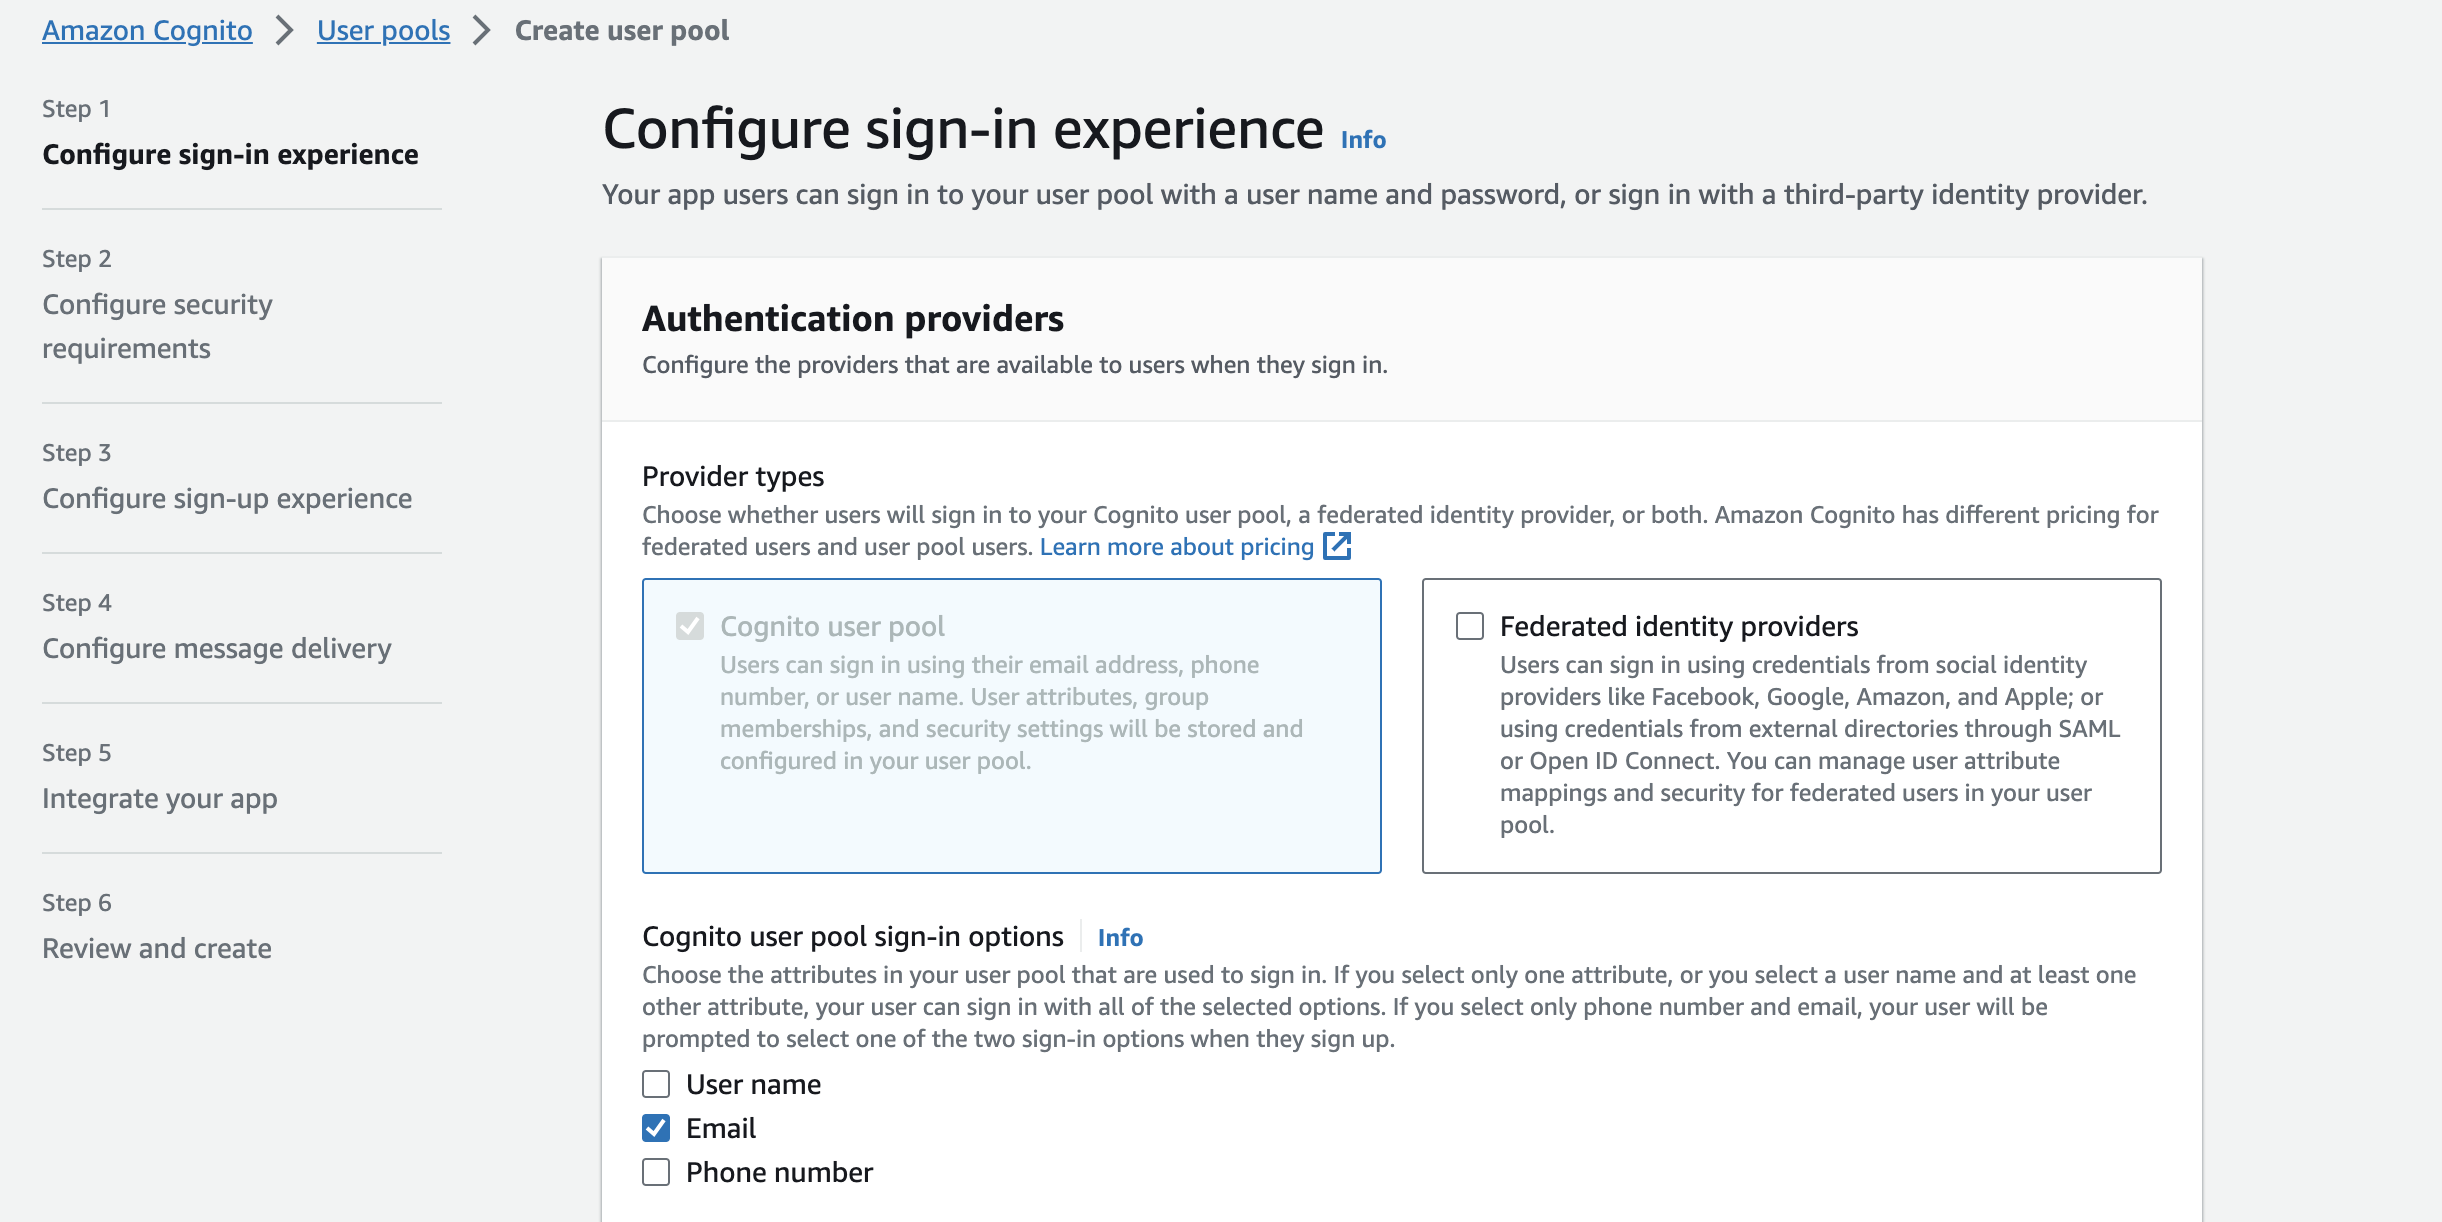 Amazon Cognito > User pools > Create user pool
Step 1
Configure sign-in experience
Step 2
Configure security
requirements
Step 3
Configure sign-up experience
Step 4
Configure message delivery
Step 5
Integrate your app
Step 6
Review and create
Configure sign-in experience Info
Your app users can sign in to your user pool with a user name and password, or sign in with a third-party identity provider.
Authentication providers
Configure the providers that are available to users when they sign in.
Provider types
Choose whether users will sign in to your Cognito user pool, a federated identity provider, or both. Amazon Cognito has different pricing for
federated users and user pool users. Learn more about pricing
Cognito user pool
Users can sign in using their email address, phone
number, or user name. User attributes, group
memberships, and security settings will be stored and
configured in your user pool.
Federated identity providers
Users can sign in using credentials from social identity
providers like Facebook, Google, Amazon, and Apple; or
using credentials from external directories through SAML
or Open ID Connect. You can manage user attribute
mappings and security for federated users in your user
pool.
Cognito user pool sign-in options Info
Choose the attributes in your user pool that are used to sign in. If you select only one attribute, or you select a user name and at least one
other attribute, your user can sign in with all of the selected options. If you select only phone number and email, your user will be
prompted to select one of the two sign-in options when they sign up.
User name
Email
Phone number